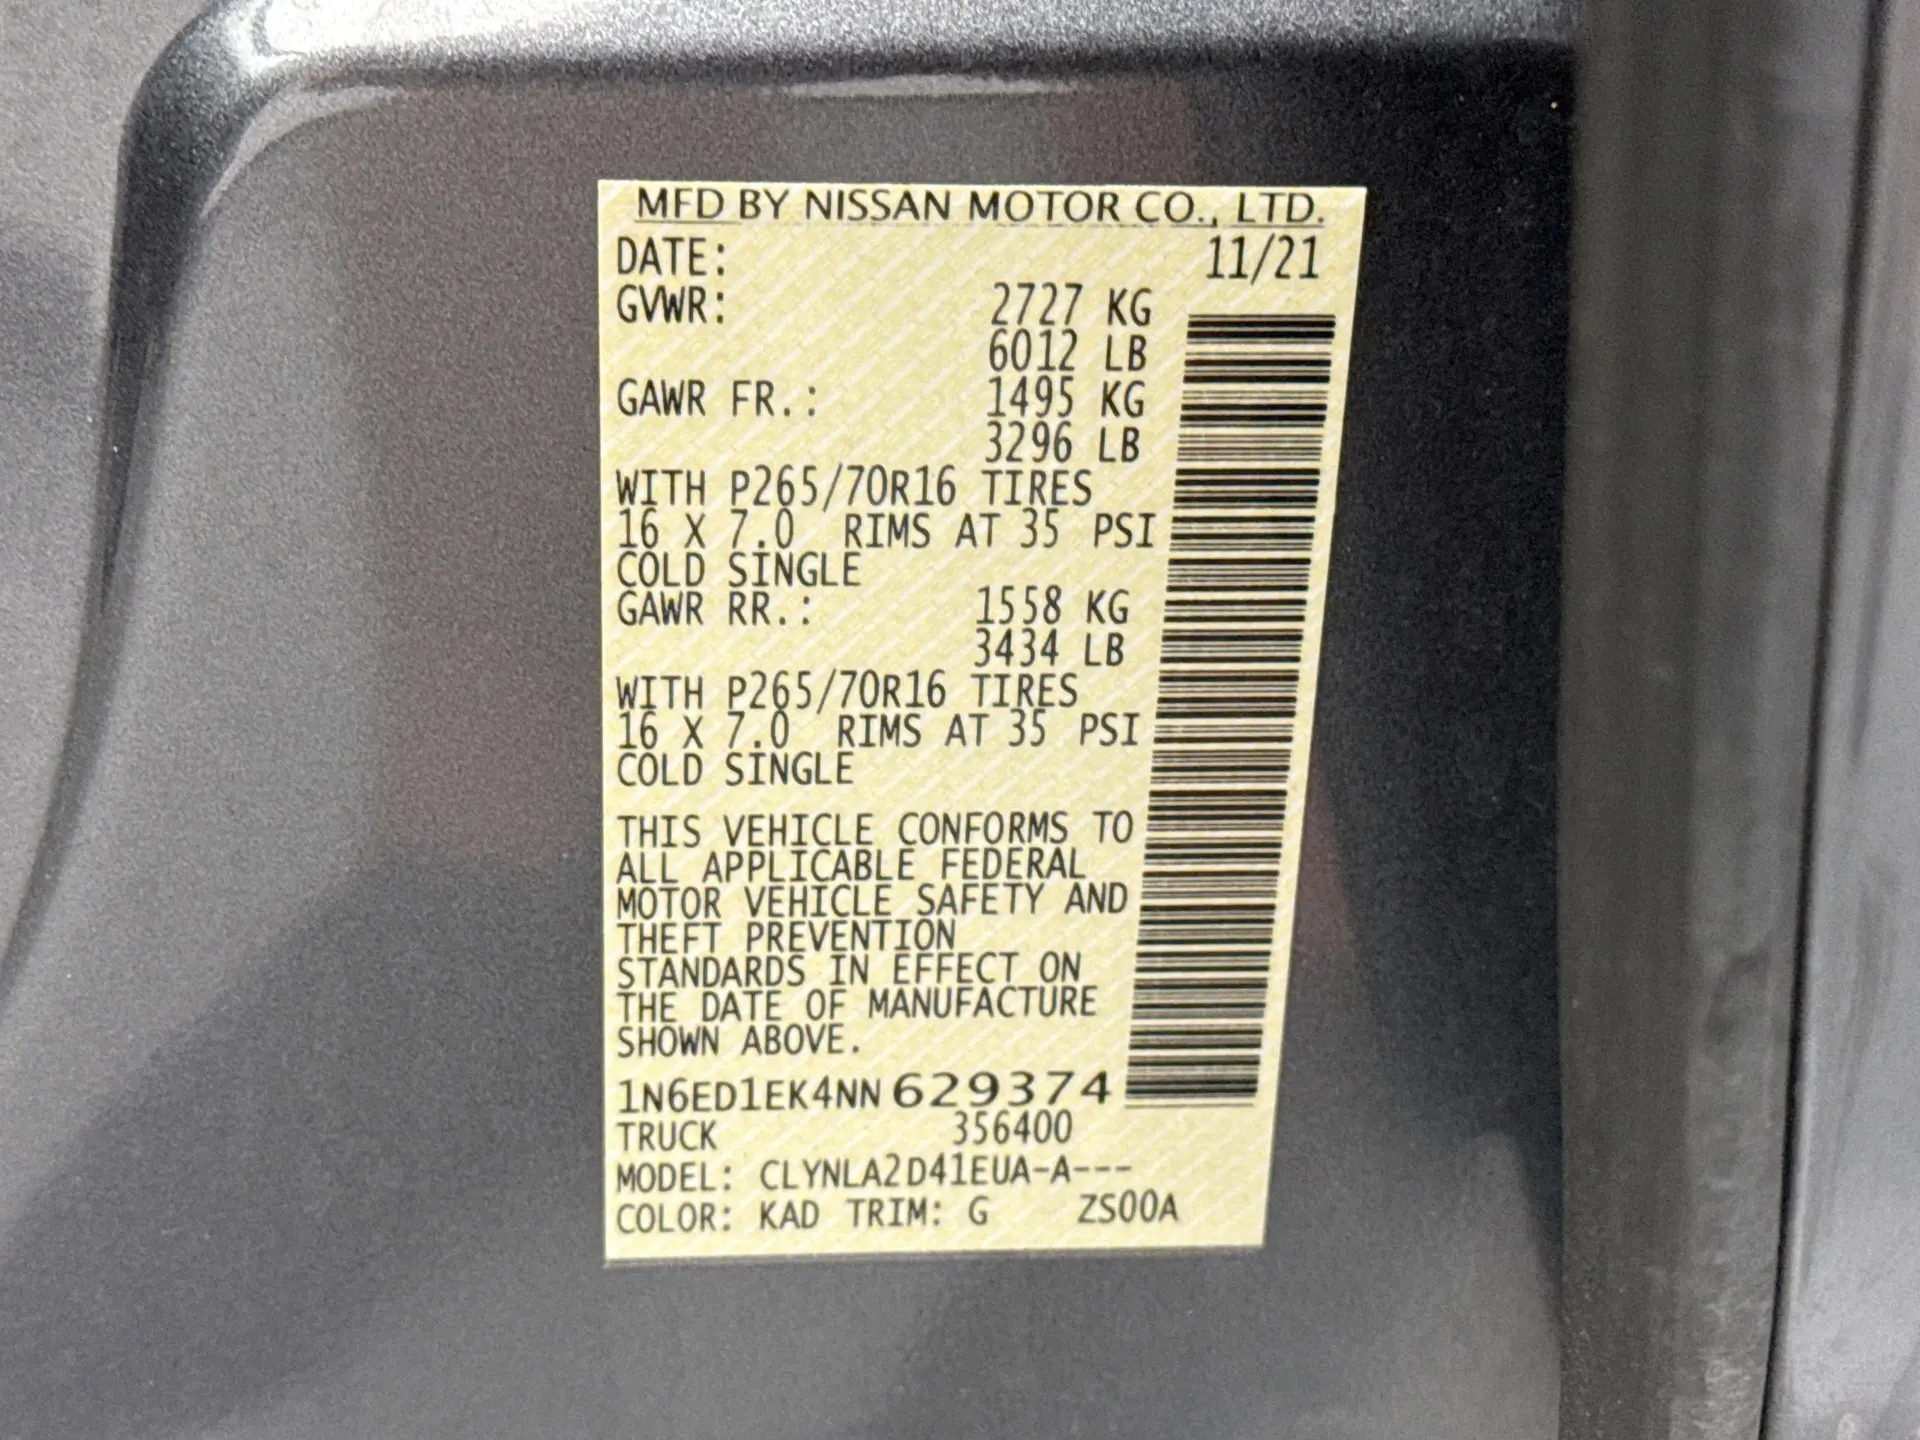 MFD BY NISSAN MOTOR CO., LTD.
DATE: 11/21
GVWR: 2727 KG
6012 LB
GAWR FR.: 1495 KG
3296 LB
WITH P265/70R16 TIRES
16 X 7.0 RIMS AT 35 PSI
COLD SINGLE
GAWR RR.: 1558 KG
3434 LB
WITH P265/70R16 TIRES
16 X 7.0 RIMS AT 35 PSI
COLD SINGLE
THIS VEHICLE CONFORMS TO
ALL APPLICABLE FEDERAL
MOTOR VEHICLE SAFETY AND
THEFT PREVENTION
STANDARDS IN EFFECT ON
THE DATE OF MANUFACTURE
SHOWN ABOVE.
1N6ED1EK4NN629374
TRUCK 356400
MODEL: CLYNLA2D41EUA-A---
COLOR: KAD TRIM: G ZS00A